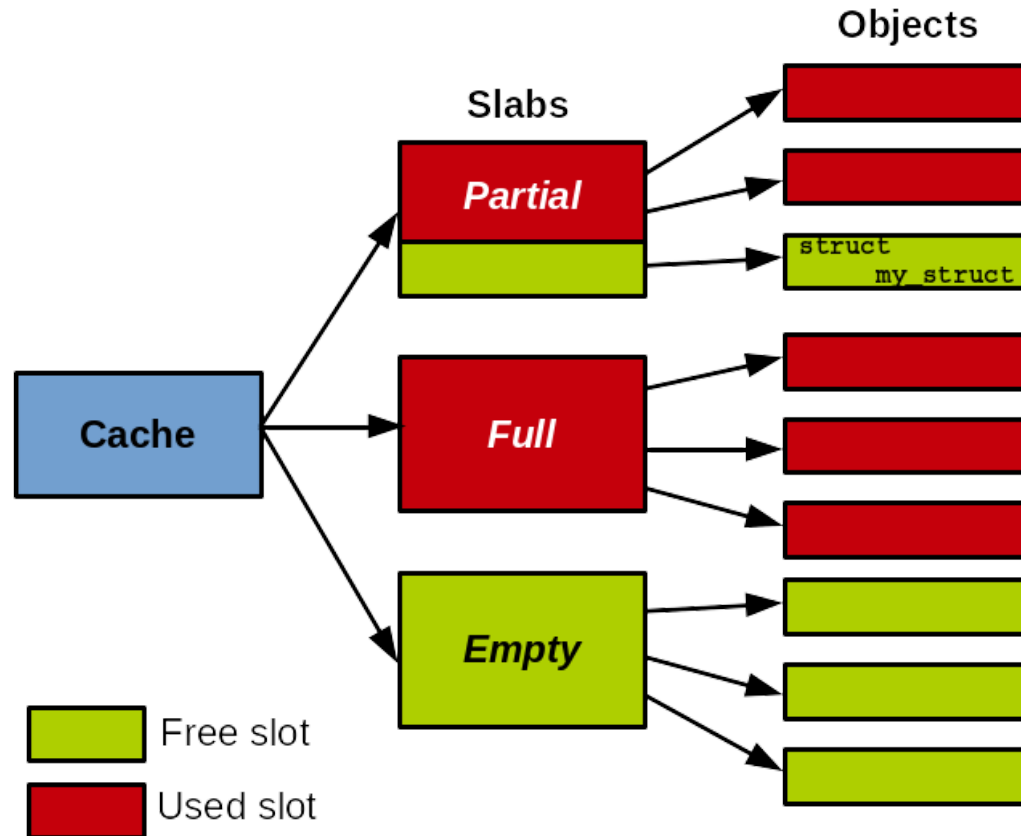 Objects
Slabs
Partial
struct
my_struct
Cache
Full
Empty
Free slot
Used slot